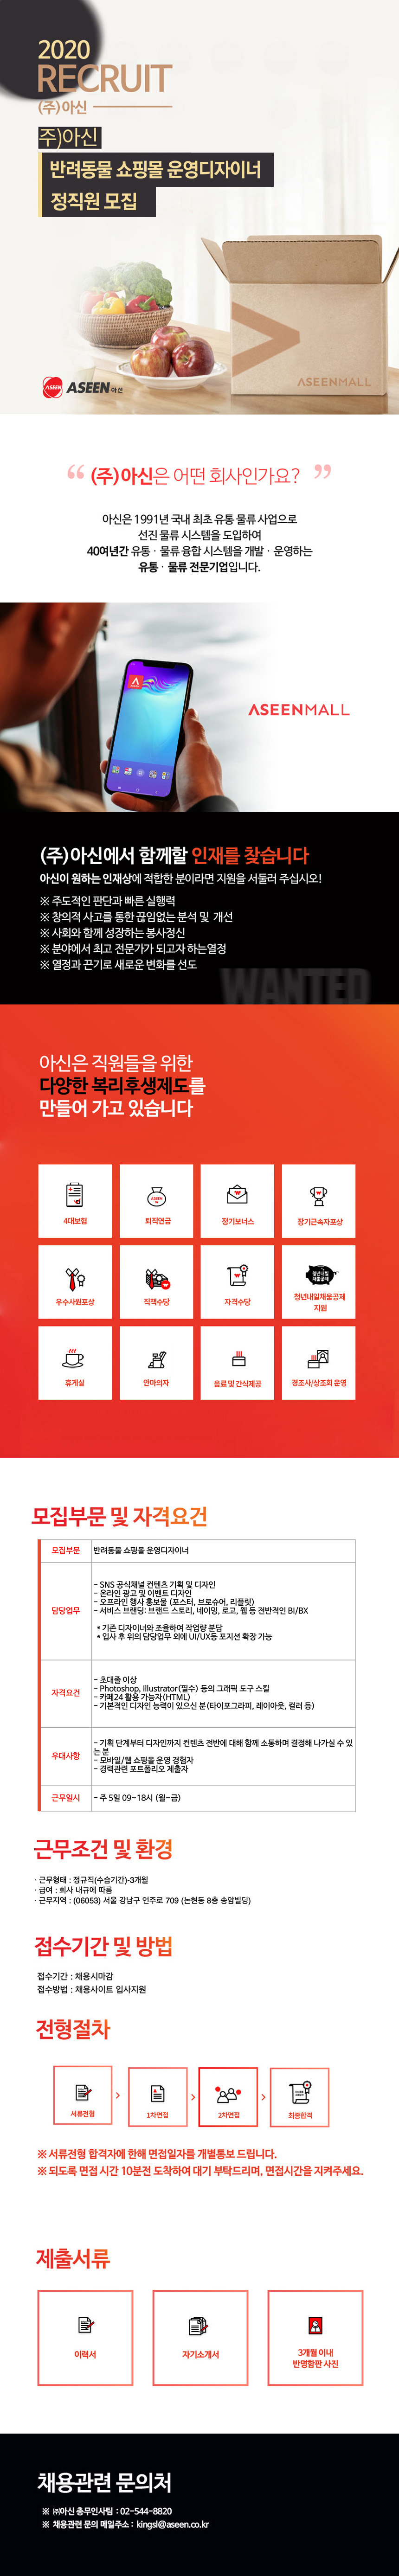 2020
RECRUIT
(주)아신
주)아신
반려동물 쇼핑몰 운영디자이너
정직원 모집
ASEENMALL
ASEEN ASEEN 아신
“ (주)아신은 어떤 회사인가요? ”
아신은 1991년 국내 최초 유통 물류 사업으로
선진 물류 시스템을 도입하여
40여년간 유통 · 물류 융합 시스템을 개발 · 운영하는
유통 · 물류 전문기업입니다.
ASEENMALL
(주)아신에서 함께할 인재를 찾습니다
아신이 원하는 인재상에 적합한 분이라면 지원을 서둘러 주십시오!
※ 주도적인 판단과 빠른 실행력
※ 창의적 사고를 통한 끊임없는 분석 및 개선
※ 사회와 함께 성장하는 봉사정신
※ 분야에서 최고 전문가가 되고자 하는열정
※ 열정과 끈기로 새로운 변화를 선도
WANTED
아신은 직원들을 위한
다양한 복리후생제도를
만들어 가고 있습니다
4대보험
퇴직연금
정기보너스
장기근속자포상
우수사원포상
직책수당
자격수당
청년내일채움공제
지원
휴게실
안마의자
음료 및 간식제공
경조사/상조회 운영
모집부문 및 자격요건
모집부문
반려동물 쇼핑몰 운영디자이너
담당업무
- SNS 공식채널 컨텐츠 기획 및 디자인
- 온라인 광고 및 이벤트 디자인
- 오프라인 행사 홍보물 (포스터, 브로슈어, 리플릿)
- 서비스 브랜딩: 브랜드 스토리, 네이밍, 로고, 웹 등 전반적인 BI/BX
* 기존 디자이너와 조율하여 작업량 분담
* 입사 후 위의 담당업무 외에 UI/UX등 포지션 확장 가능
자격요건
- 초대졸 이상
- Photoshop, Illustrator(필수) 등의 그래픽 도구 스킬
- 카페24 활용 가능자(HTML)
- 기본적인 디자인 능력이 있으신 분(타이포그라피, 레이아웃, 컬러 등)
우대사항
- 기획 단계부터 디자인까지 컨텐츠 전반에 대해 함께 소통하며 결정해 나가실 수 있
는 분
- 모바일/웹 쇼핑몰 운영 경험자
- 경력관련 포트폴리오 제출자
근무일시
- 주 5일 09~18시 (월~금)
근무조건 및 환경
· 근무형태 : 정규직(수습기간)-3개월
· 급여 : 회사 내규에 따름
· 근무지역 : (06053) 서울 강남구 언주로 709 (논현동 8층 송암빌딩)
접수기간 및 방법
접수기간 : 채용시마감
접수방법 : 채용사이트 입사지원
전형절차
서류전형 > 1차면접 > 2차면접 > 최종합격
※ 서류전형 합격자에 한해 면접일자를 개별통보 드립니다.
※ 되도록 면접 시간 10분전 도착하여 대기 부탁드리며, 면접시간을 지켜주세요.
제출서류
이력서
자기소개서
3개월 이내
반명함판 사진
채용관련 문의처
※ ㈜아신 총무인사팀 : 02-544-8820
※ 채용관련 문의 메일주소 : kingsl@aseen.co.kr